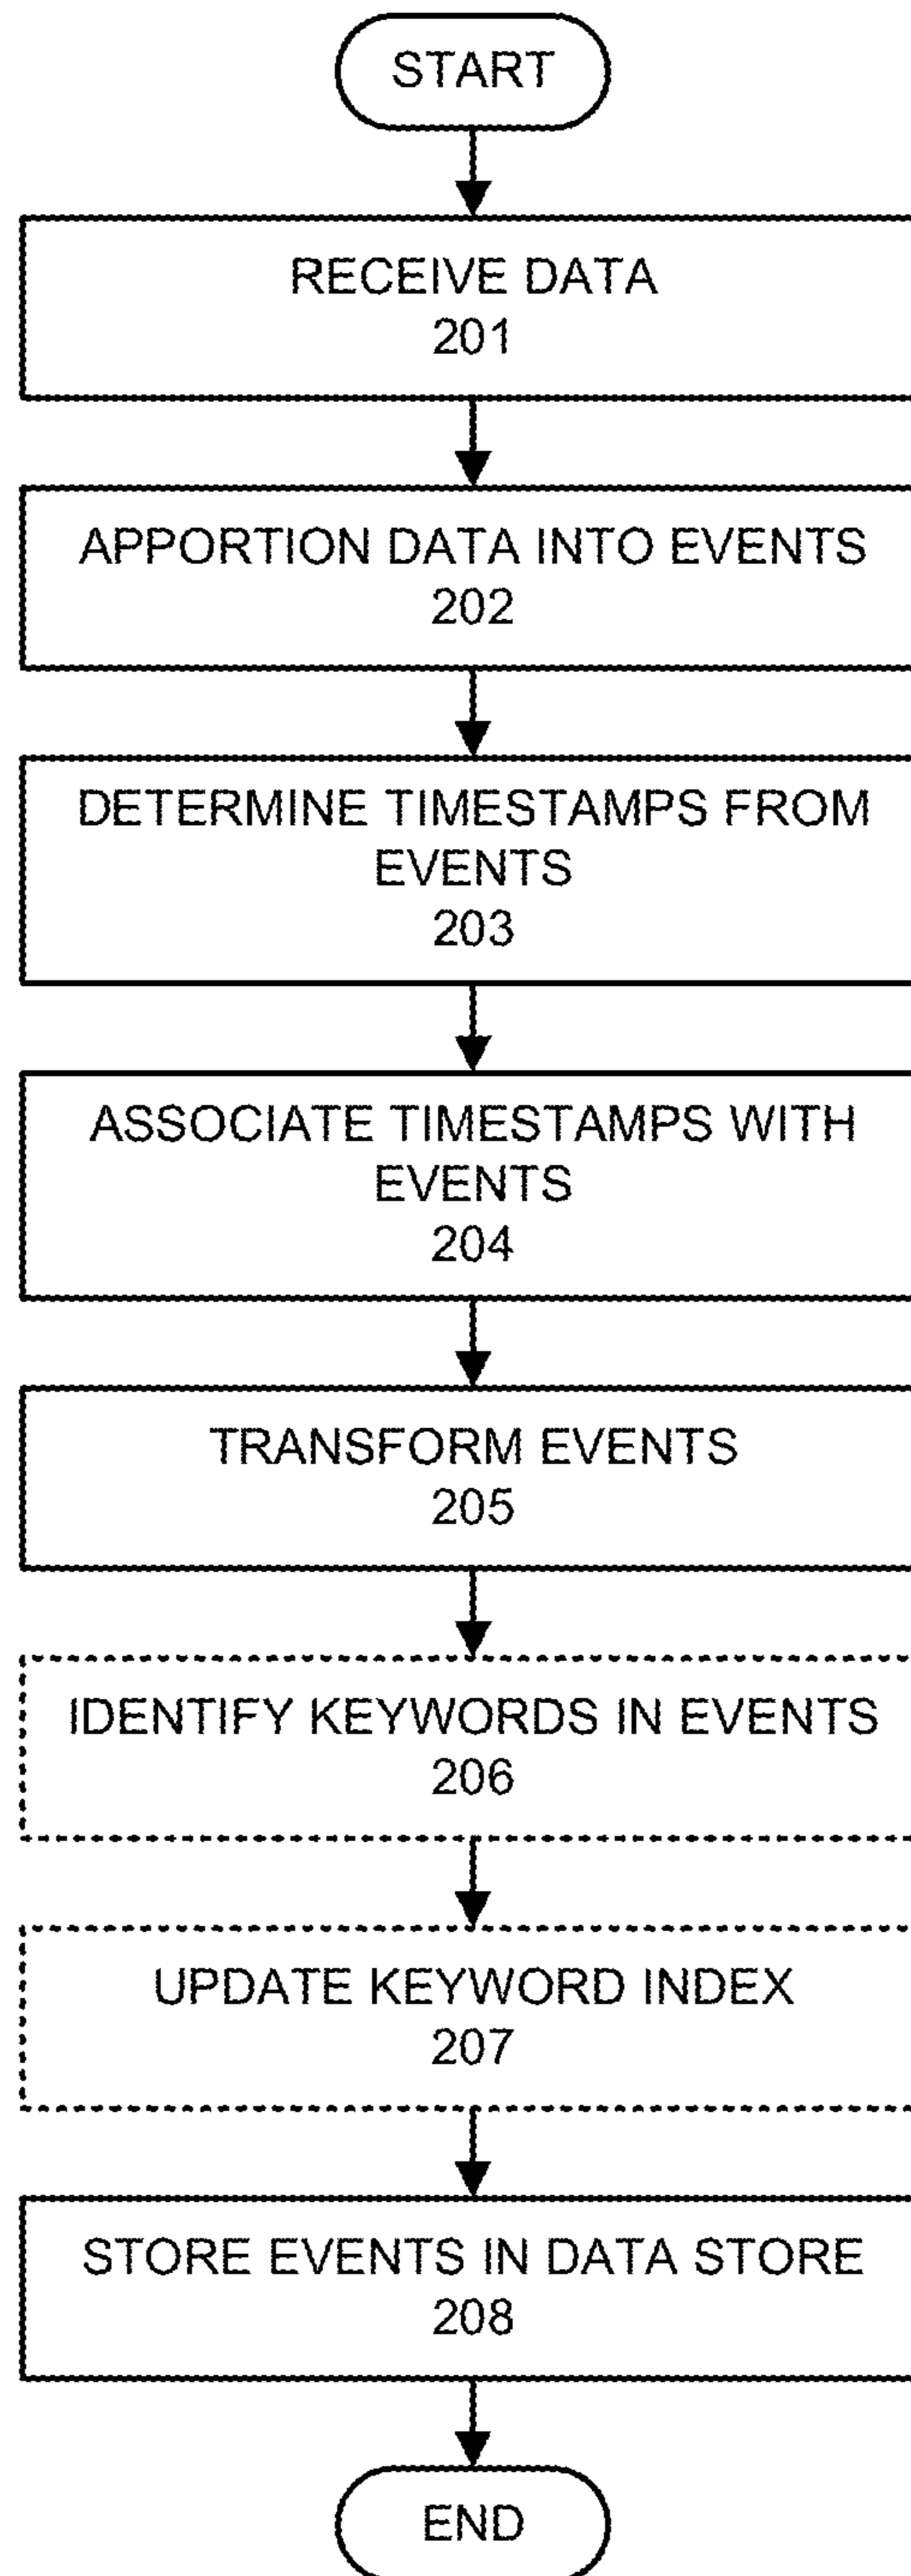 START
RECEIVE DATA
201
APPORTION DATA INTO EVENTS
202
DETERMINE TIMESTAMPS FROM
EVENTS
203
ASSOCIATE TIMESTAMPS WITH
EVENTS
204
TRANSFORM EVENTS
205
IDENTIFY KEYWORDS IN EVENTS
206
UPDATE KEYWORD INDEX
207
STORE EVENTS IN DATA STORE
208
END